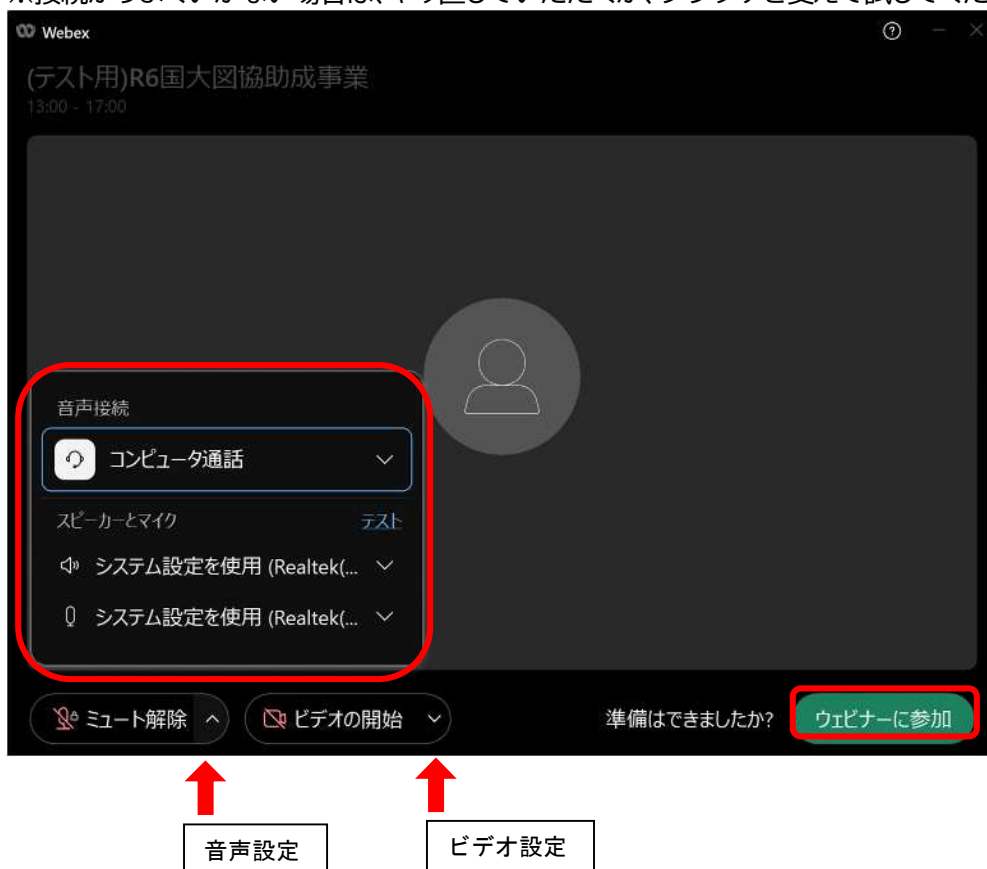 Webex
(テスト用)R6国大図協助成事業
13:00 - 17:00
音声接続
コンピュータ通話
スピーカーとマイク テスト
システム設定を使用 (Realtek(...
システム設定を使用 (Realtek(...
ミュート解除 ビデオの開始 準備はできましたか? ウェビナーに参加
音声設定 ビデオ設定